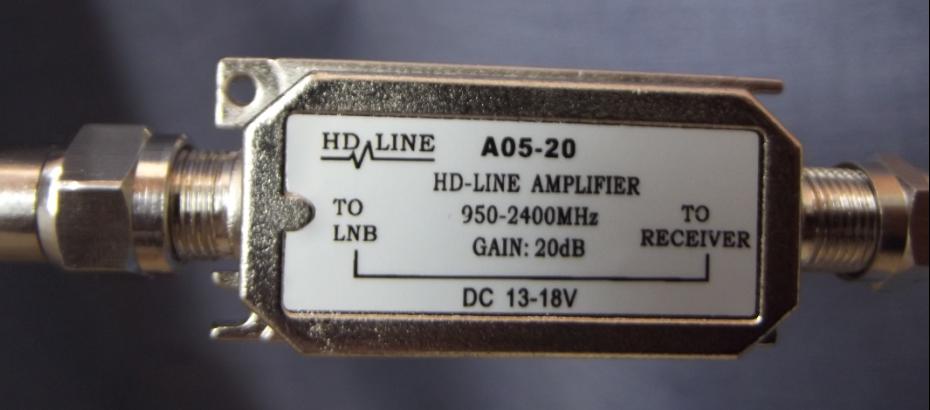 HD LINE A05-20
HD-LINE AMPLIFIER
950-2400MHz
GAIN: 20dB
TO
LNB
TO
RECEIVER
DC 13-18V